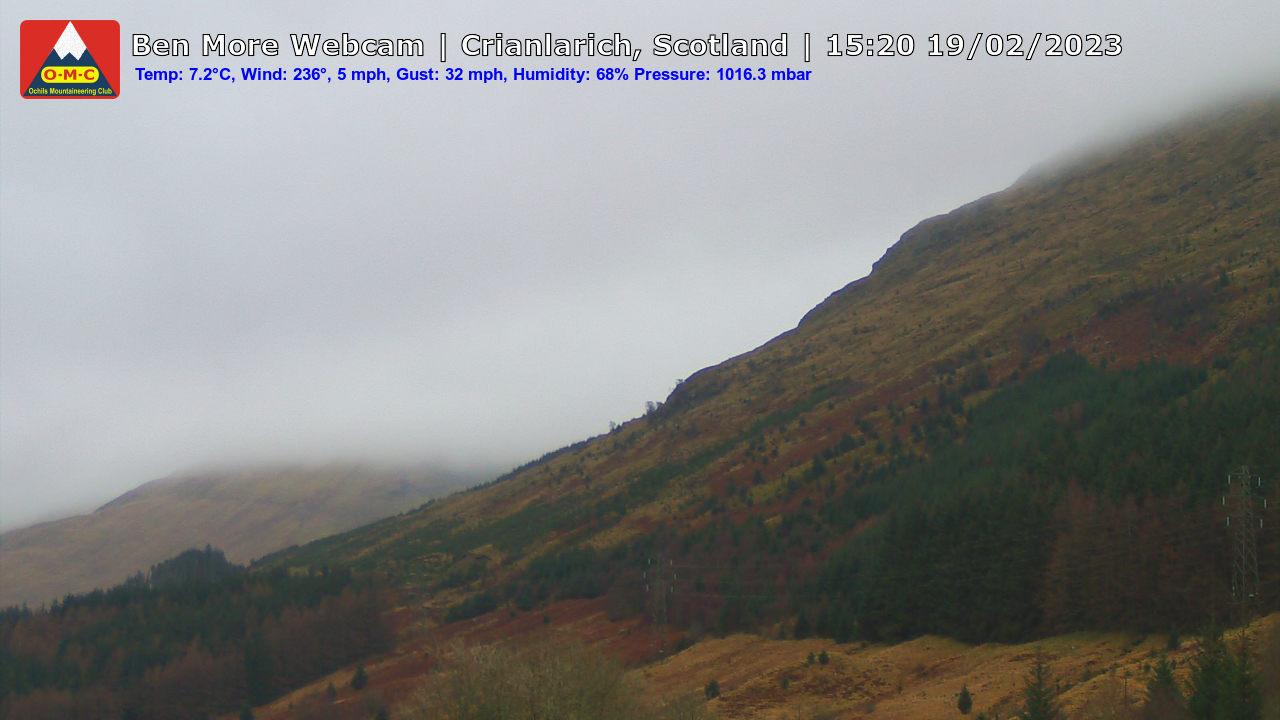 Ben More Webcam | Crianlarich, Scotland | 15:20 19/02/2023
Temp: 7.2°C, Wind: 236°, 5 mph, Gust: 32 mph, Humidity: 68% Pressure: 1016.3 mbar
O·M·C
Ochils Mountaineering Club